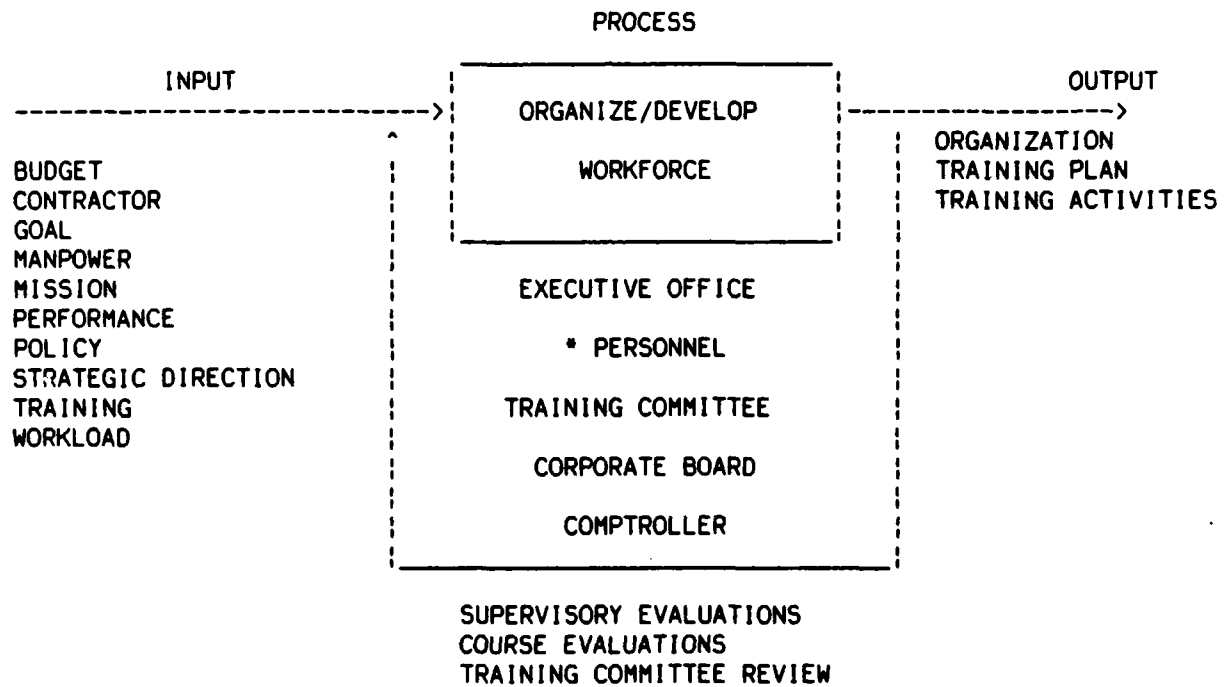 PROCESS
INPUT
OUTPUT
ORGANIZE/DEVELOP
WORKFORCE
BUDGET
CONTRACTOR
GOAL
MANPOWER
MISSION
PERFORMANCE
POLICY
STRATEGIC DIRECTION
TRAINING
WORKLOAD
ORGANIZATION
TRAINING PLAN
TRAINING ACTIVITIES
EXECUTIVE OFFICE
* PERSONNEL
TRAINING COMMITTEE
CORPORATE BOARD
COMPTROLLER
SUPERVISORY EVALUATIONS
COURSE EVALUATIONS
TRAINING COMMITTEE REVIEW